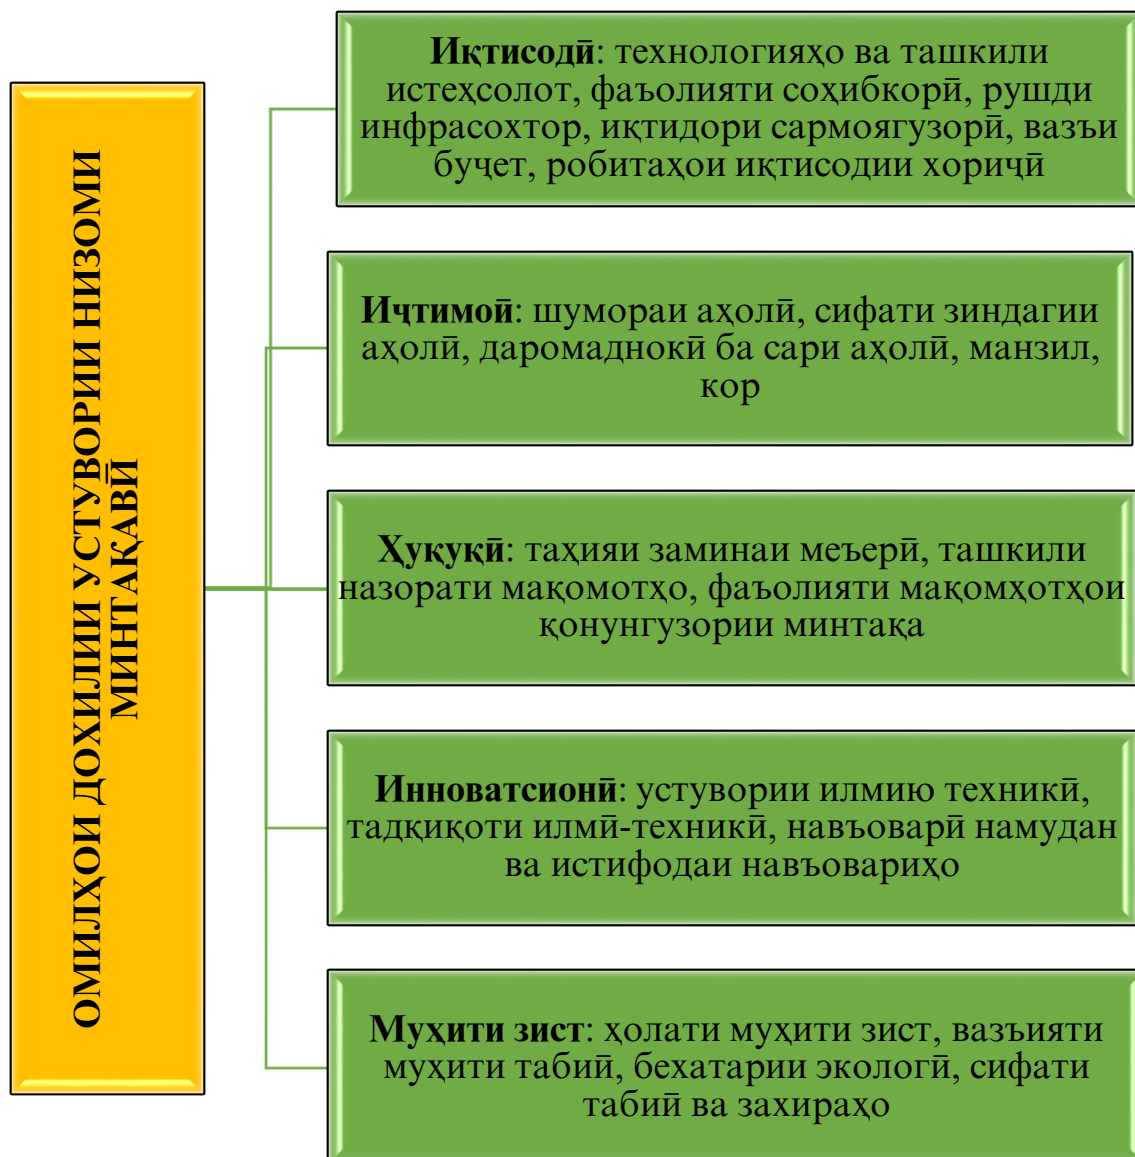 ОМИЛҲОИ ДОХИЛИИ УСТУВОРИИ НИЗОМИ
МИНТАҚАВӢ
Иқтисодӣ: технологияҳо ва ташкили
истеҳсолот, фаъолияти соҳибкорӣ, рушди
инфрасохтор, иқтидори сармоягузорӣ, вазъи
буҷет, робитаҳои иқтисодии хориҷӣ
Иҷтимоӣ: шумораи аҳолӣ, сифати зиндагии
аҳолӣ, даромаднокӣ ба сари аҳолӣ, манзил,
кор
Ҳуқуқӣ: таҳияи заминаи меъерӣ, ташкили
назорати мақомотҳо, фаъолияти мақомҳотҳои
қонунгузории минтақа
Инноватсионӣ: устувории илмию техникӣ,
тадқиқоти илмӣ-техникӣ, навъоварӣ намудан
ва истифодаи навъовариҳо
Муҳити зист: ҳолати муҳити зист, вазъияти
муҳити табиӣ, бехатарии экологӣ, сифати
табиӣ ва захираҳо